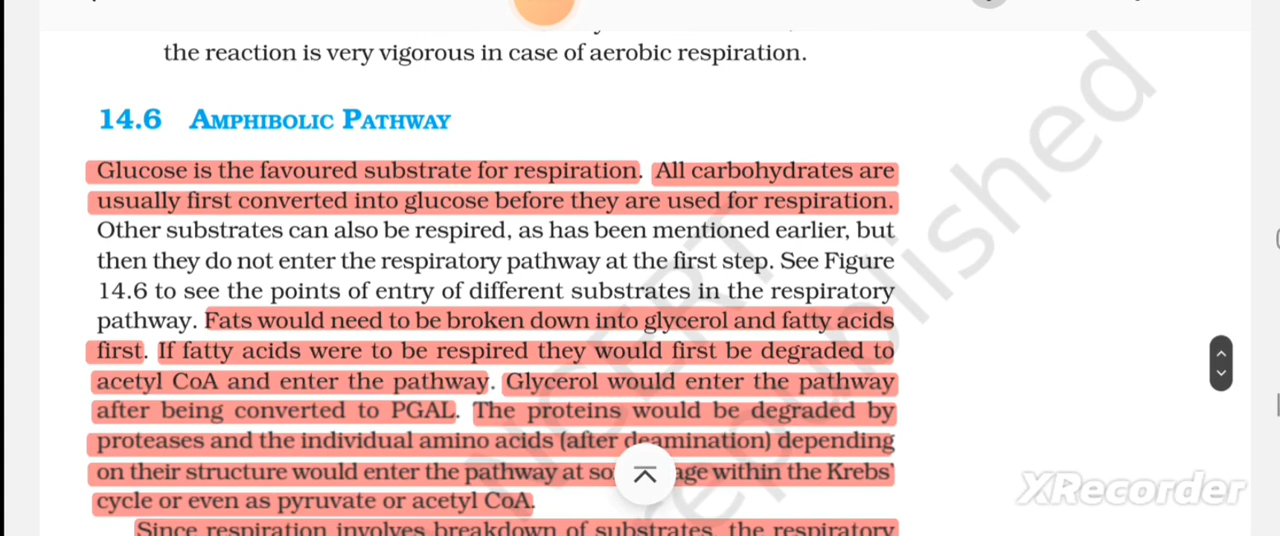 the reaction is very vigorous in case of aerobic respiration.
14.6 AMPHIBOLIC PATHWAY
Glucose is the favoured substrate for respiration. All carbohydrates are
usually first converted into glucose before they are used for respiration.
Other substrates can also be respired, as has been mentioned earlier, but
then they do not enter the respiratory pathway at the first step. See Figure
14.6 to see the points of entry of different substrates in the respiratory
pathway. Fats would need to be broken down into glycerol and fatty acids
first. If fatty acids were to be respired they would first be degraded to
acetyl CoA and enter the pathway. Glycerol would enter the pathway
after being converted to PGAL. The proteins would be degraded by
proteases and the individual amino acids (after deamination) depending
on their structure would enter the pathway at so age within the Krebs'
cycle or even as pyruvate or acetyl CoA.
Since respiration involves breakdown of substrates, the respiratory
NCERT
republished
XRecorder